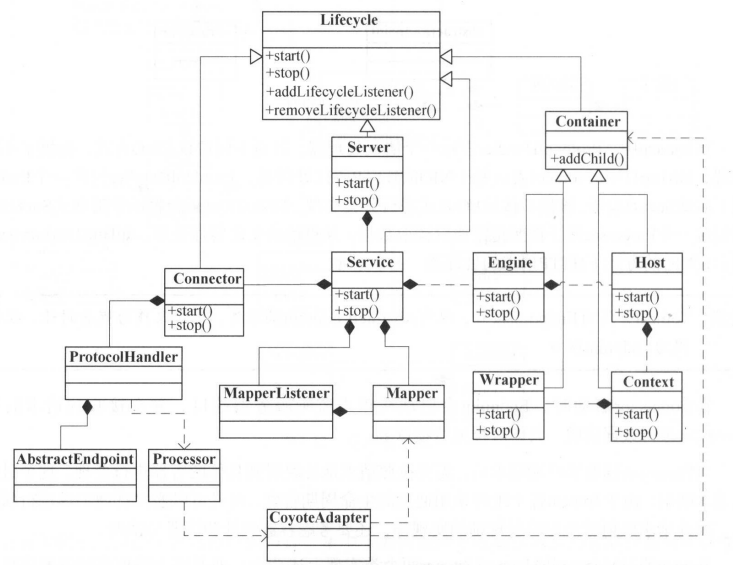 Lifecycle
+start()
+stop()
+addLifecycleListener()
+removeLifecycleListener()
Container
+addChild()
Server
+start()
+stop()
Connector
+start()
+stop()
Service
+start()
+stop()
Engine
+start()
+stop()
Host
+start()
+stop()
ProtocolHandler
MapperListener
Mapper
Wrapper
+start()
+stop()
Context
+start()
+stop()
AbstractEndpoint
Processor
CoyoteAdapter